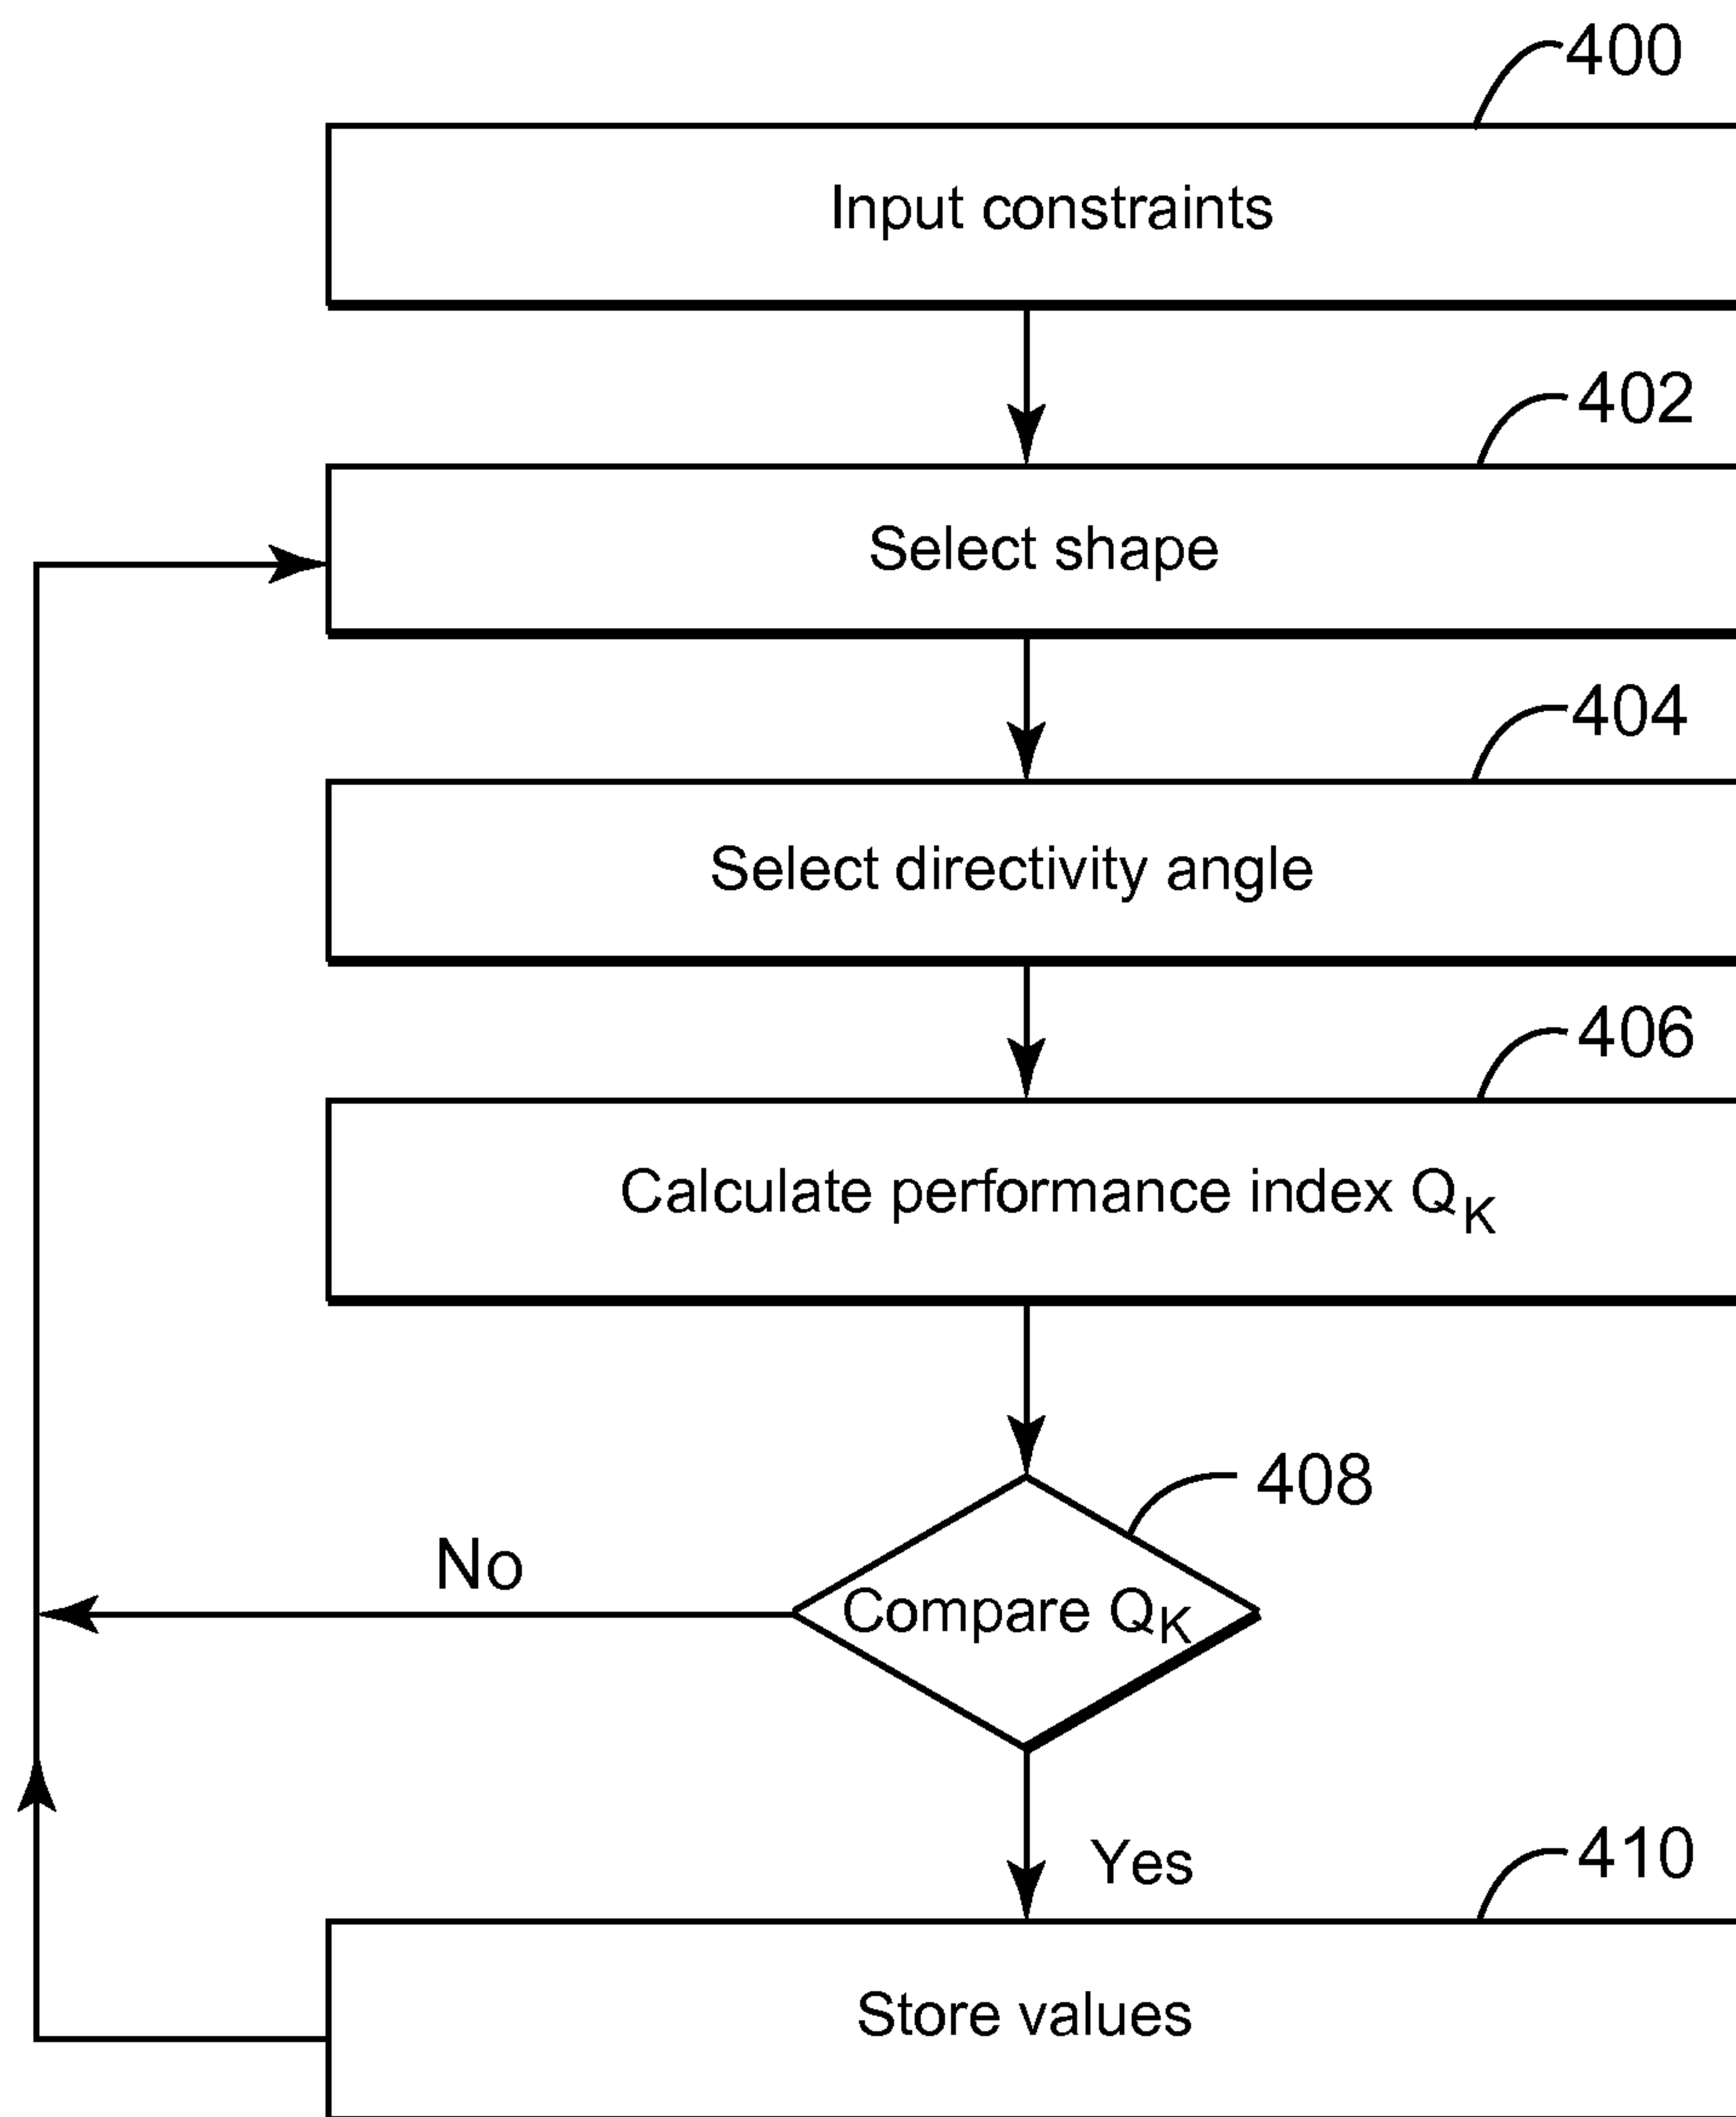 400
Input constraints
402
Select shape
404
Select directivity angle
406
Calculate performance index QK
408
No
Compare QK
Yes
410
Store values